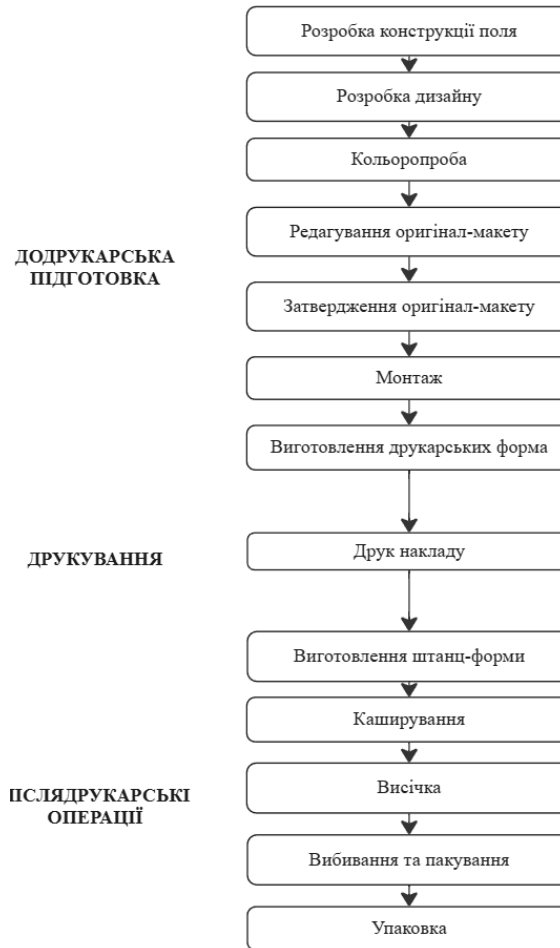 Розробка конструкції поля
Розробка дизайну
Кольоропроба
Редагування оригінал-макету
ДОДРУКАРСЬКА
ПІДГОТОВКА
Затвердження оригінал-макету
Монтаж
Виготовлення друкарських форма
ДРУКУВАННЯ
Друк накладу
Виготовлення штанц-форми
Каширування
ПІСЛЯДРУКАРСЬКІ
ОПЕРАЦІЇ
Висічка
Вибивання та пакування
Упаковка